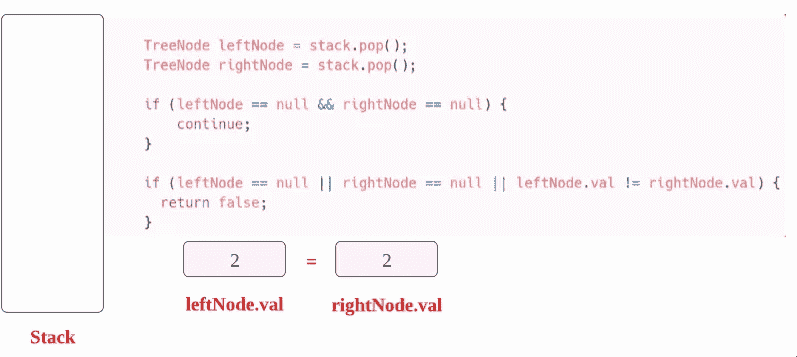 TreeNode leftNode = stack.pop();
TreeNode rightNode = stack.pop();
if (leftNode == null && rightNode == null) {
    continue;
}
if (leftNode == null || rightNode == null || leftNode.val != rightNode.val) {
  return false;
}
2 = 2
leftNode.val rightNode.val
Stack